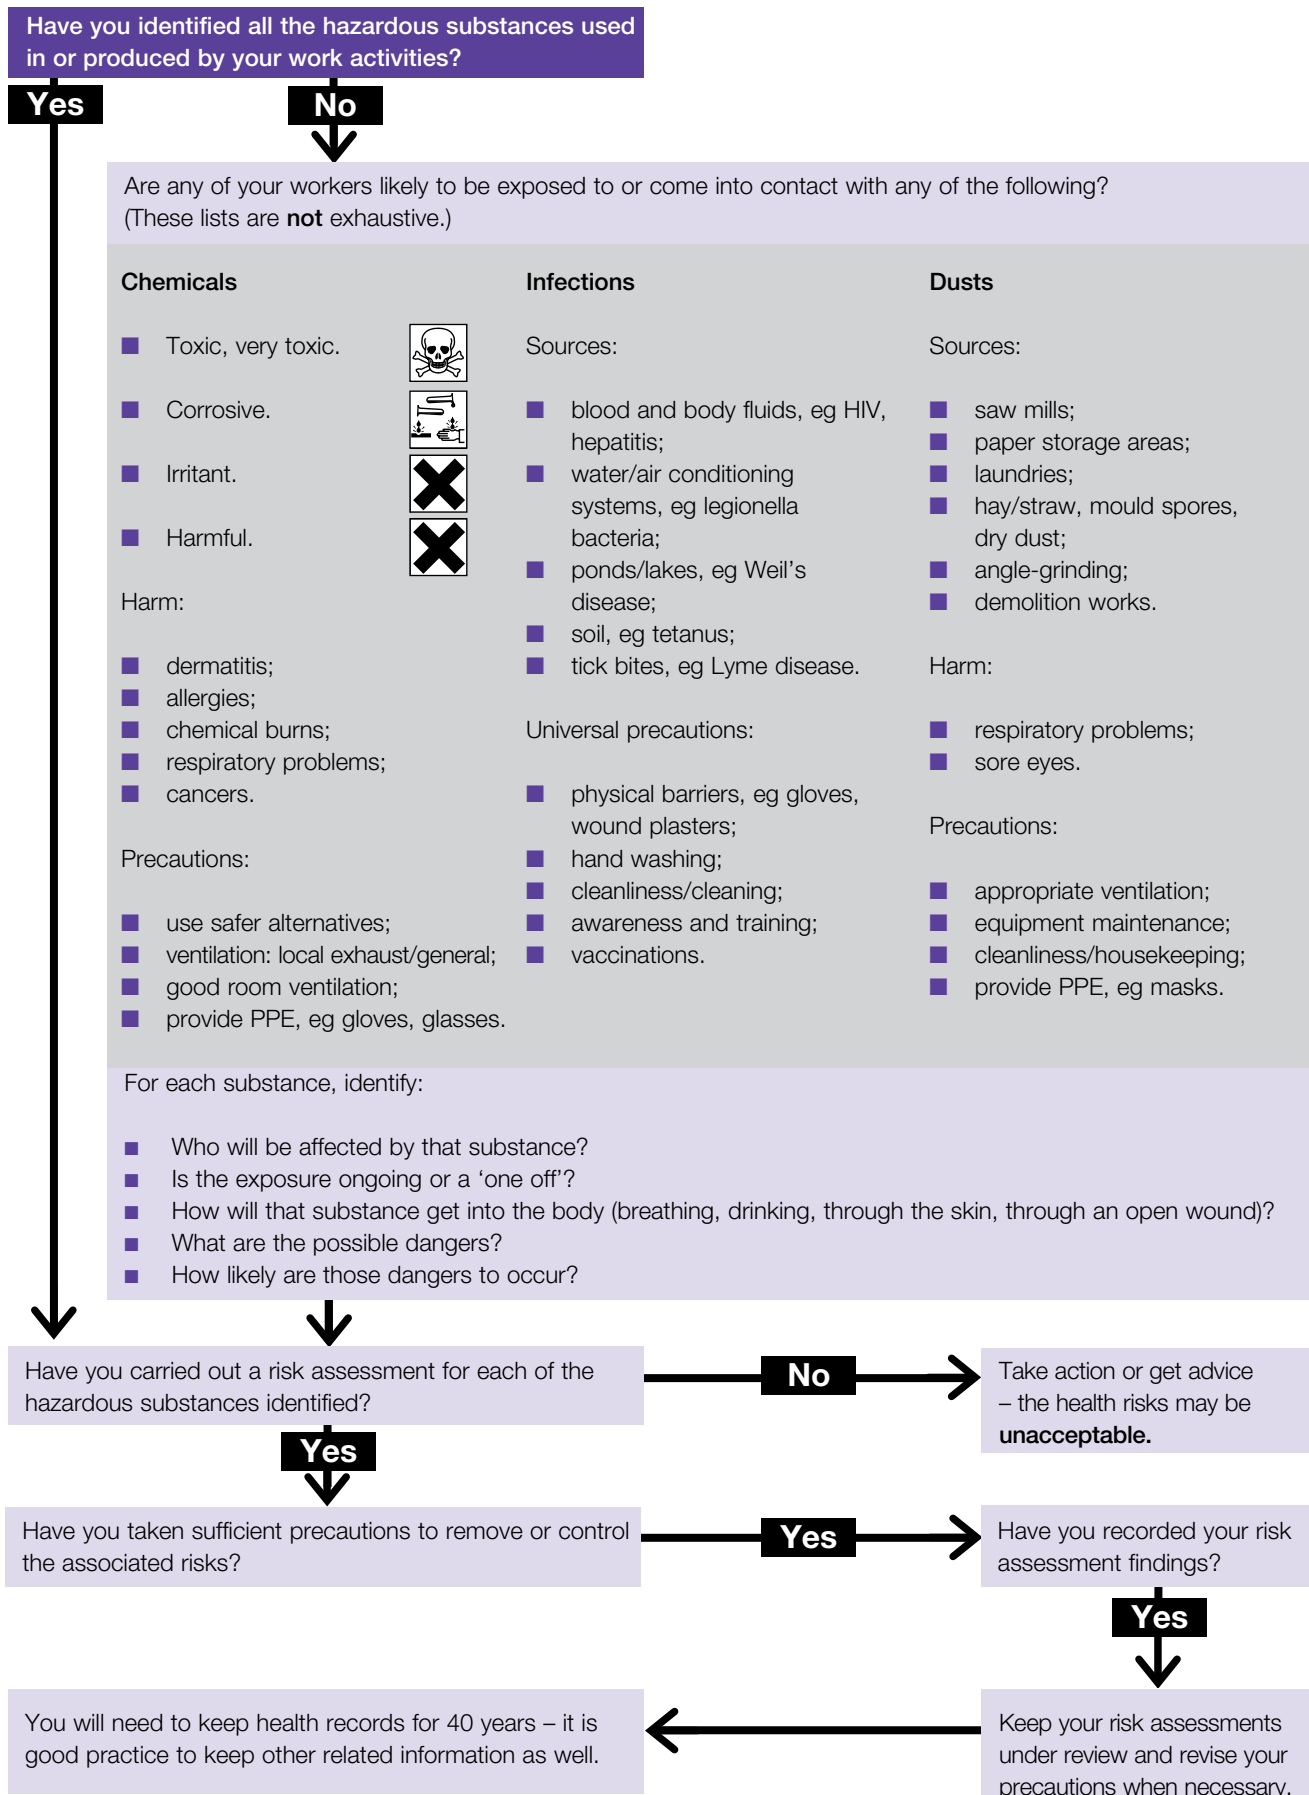 Have you identified all the hazardous substances used
in or produced by your work activities?
Yes
No
Are any of your workers likely to be exposed to or come into contact with any of the following?
(These lists are not exhaustive.)
Chemicals
Toxic, very toxic.
Corrosive.
Irritant.
Harmful.
Harm:
dermatitis;
allergies;
chemical burns;
respiratory problems;
cancers.
Precautions:
use safer alternatives;
ventilation: local exhaust/general;
good room ventilation;
provide PPE, eg gloves, glasses.
Infections
Sources:
blood and body fluids, eg HIV,
hepatitis;
water/air conditioning
systems, eg legionella
bacteria;
ponds/lakes, eg Weil's
disease;
soil, eg tetanus;
tick bites, eg Lyme disease.
Universal precautions:
physical barriers, eg gloves,
wound plasters;
hand washing;
cleanliness/cleaning;
awareness and training;
vaccinations.
Dusts
Sources:
saw mills;
paper storage areas;
laundries;
hay/straw, mould spores,
dry dust;
angle-grinding;
demolition works.
Harm:
respiratory problems;
sore eyes.
Precautions:
appropriate ventilation;
equipment maintenance;
cleanliness/housekeeping;
provide PPE, eg masks.
For each substance, identify:
Who will be affected by that substance?
Is the exposure ongoing or a ‘one off’?
How will that substance get into the body (breathing, drinking, through the skin, through an open wound)?
What are the possible dangers?
How likely are those dangers to occur?
Have you carried out a risk assessment for each of the
hazardous substances identified?
No
Take action or get advice
– the health risks may be
unacceptable.
Yes
Have you taken sufficient precautions to remove or control
the associated risks?
Yes
Have you recorded your risk
assessment findings?
Yes
Keep your risk assessments
under review and revise your
precautions when necessary.
You will need to keep health records for 40 years – it is
good practice to keep other related information as well.